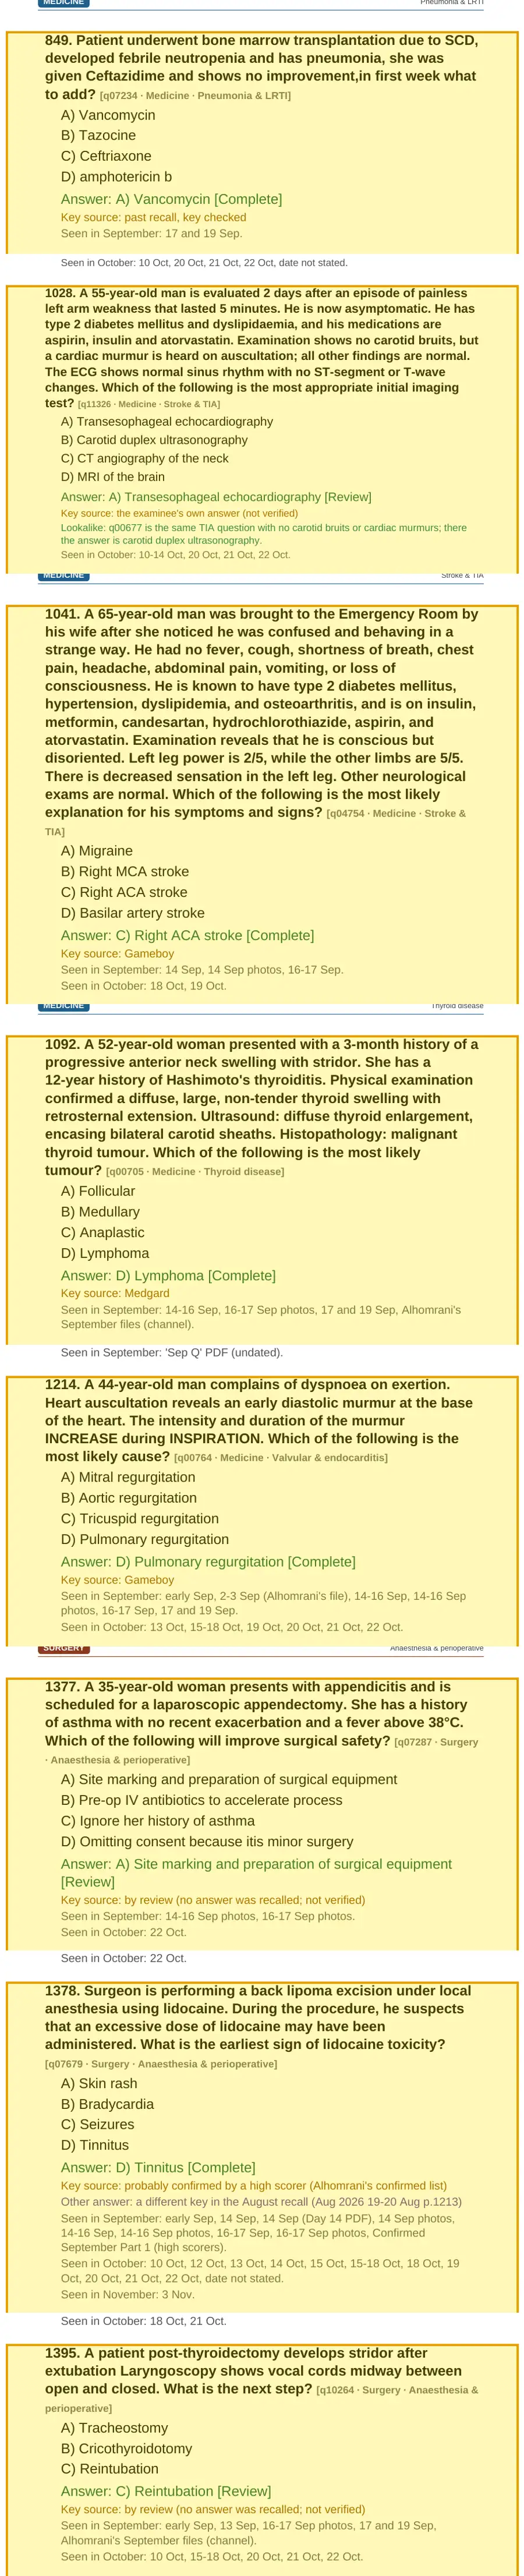 MEDICINE
Pneumonia & LRTI
849. Patient underwent bone marrow transplantation due to SCD,
developed febrile neutropenia and has pneumonia, she was
given Ceftazidime and shows no improvement,in first week what
to add? [q07234 · Medicine · Pneumonia & LRTI]
A) Vancomycin
B) Tazocine
C) Ceftriaxone
D) amphotericin b
Answer: A) Vancomycin [Complete]
Key source: past recall, key checked
Seen in September: 17 and 19 Sep.
Seen in October: 10 Oct, 20 Oct, 21 Oct, 22 Oct, date not stated.
1028. A 55-year-old man is evaluated 2 days after an episode of painless
left arm weakness that lasted 5 minutes. He is now asymptomatic. He has
type 2 diabetes mellitus and dyslipidaemia, and his medications are
aspirin, insulin and atorvastatin. Examination shows no carotid bruits, but
a cardiac murmur is heard on auscultation; all other findings are normal.
The ECG shows normal sinus rhythm with no ST-segment or T-wave
changes. Which of the following is the most appropriate initial imaging
test? [q11326 · Medicine · Stroke & TIA]
A) Transesophageal echocardiography
B) Carotid duplex ultrasonography
C) CT angiography of the neck
D) MRI of the brain
Answer: A) Transesophageal echocardiography [Review]
Key source: the examinee's own answer (not verified)
Lookalike: q00677 is the same TIA question with no carotid bruits or cardiac murmurs; there
the answer is carotid duplex ultrasonography.
Seen in October: 10-14 Oct, 20 Oct, 21 Oct, 22 Oct.
MEDICINE
Stroke & TIA
1041. A 65-year-old man was brought to the Emergency Room by
his wife after she noticed he was confused and behaving in a
strange way. He had no fever, cough, shortness of breath, chest
pain, headache, abdominal pain, vomiting, or loss of
consciousness. He is known to have type 2 diabetes mellitus,
hypertension, dyslipidemia, and osteoarthritis, and is on insulin,
metformin, candesartan, hydrochlorothiazide, aspirin, and
atorvastatin. Examination reveals that he is conscious but
disoriented. Left leg power is 2/5, while the other limbs are 5/5.
There is decreased sensation in the left leg. Other neurological
exams are normal. Which of the following is the most likely
explanation for his symptoms and signs? [q04754 · Medicine · Stroke &
TIA]
A) Migraine
B) Right MCA stroke
C) Right ACA stroke
D) Basilar artery stroke
Answer: C) Right ACA stroke [Complete]
Key source: Gameboy
Seen in September: 14 Sep, 14 Sep photos, 16-17 Sep.
Seen in October: 18 Oct, 19 Oct.
MEDICINE
Thyroid disease
1092. A 52-year-old woman presented with a 3-month history of a
progressive anterior neck swelling with stridor. She has a
12-year history of Hashimoto's thyroiditis. Physical examination
confirmed a diffuse, large, non-tender thyroid swelling with
retrosternal extension. Ultrasound: diffuse thyroid enlargement,
encasing bilateral carotid sheaths. Histopathology: malignant
thyroid tumour. Which of the following is the most likely
tumour? [q00705 · Medicine · Thyroid disease]
A) Follicular
B) Medullary
C) Anaplastic
D) Lymphoma
Answer: D) Lymphoma [Complete]
Key source: Medgard
Seen in September: 14-16 Sep, 16-17 Sep photos, 17 and 19 Sep, Alhomrani's
September files (channel).
Seen in September: 'Sep Q' PDF (undated).
1214. A 44-year-old man complains of dyspnoea on exertion.
Heart auscultation reveals an early diastolic murmur at the base
of the heart. The intensity and duration of the murmur
INCREASE during INSPIRATION. Which of the following is the
most likely cause? [q00764 · Medicine · Valvular & endocarditis]
A) Mitral regurgitation
B) Aortic regurgitation
C) Tricuspid regurgitation
D) Pulmonary regurgitation
Answer: D) Pulmonary regurgitation [Complete]
Key source: Gameboy
Seen in September: early Sep, 2-3 Sep (Alhomrani's file), 14-16 Sep, 14-16 Sep
photos, 16-17 Sep, 17 and 19 Sep.
Seen in October: 13 Oct, 15-18 Oct, 19 Oct, 20 Oct, 21 Oct, 22 Oct.
SURGERY
Anaesthesia & perioperative
1377. A 35-year-old woman presents with appendicitis and is
scheduled for a laparoscopic appendectomy. She has a history
of asthma with no recent exacerbation and a fever above 38°C.
Which of the following will improve surgical safety? [q07287 · Surgery
· Anaesthesia & perioperative]
A) Site marking and preparation of surgical equipment
B) Pre-op IV antibiotics to accelerate process
C) Ignore her history of asthma
D) Omitting consent because itis minor surgery
Answer: A) Site marking and preparation of surgical equipment
[Review]
Key source: by review (no answer was recalled; not verified)
Seen in September: 14-16 Sep photos, 16-17 Sep photos.
Seen in October: 22 Oct.
Seen in October: 22 Oct.
1378. Surgeon is performing a back lipoma excision under local
anesthesia using lidocaine. During the procedure, he suspects
that an excessive dose of lidocaine may have been
administered. What is the earliest sign of lidocaine toxicity?
[q07679 · Surgery · Anaesthesia & perioperative]
A) Skin rash
B) Bradycardia
C) Seizures
D) Tinnitus
Answer: D) Tinnitus [Complete]
Key source: probably confirmed by a high scorer (Alhomrani's confirmed list)
Other answer: a different key in the August recall (Aug 2026 19-20 Aug p.1213)
Seen in September: early Sep, 14 Sep, 14 Sep (Day 14 PDF), 14 Sep photos,
14-16 Sep, 14-16 Sep photos, 16-17 Sep, 16-17 Sep photos, Confirmed
September Part 1 (high scorers).
Seen in October: 10 Oct, 12 Oct, 13 Oct, 14 Oct, 15 Oct, 15-18 Oct, 18 Oct, 19
Oct, 20 Oct, 21 Oct, 22 Oct, date not stated.
Seen in November: 3 Nov.
Seen in October: 18 Oct, 21 Oct.
1395. A patient post-thyroidectomy develops stridor after
extubation Laryngoscopy shows vocal cords midway between
open and closed. What is the next step? [q10264 · Surgery · Anaesthesia &
perioperative]
A) Tracheostomy
B) Cricothyroidotomy
C) Reintubation
Answer: C) Reintubation [Review]
Key source: by review (no answer was recalled; not verified)
Seen in September: early Sep, 13 Sep, 16-17 Sep photos, 17 and 19 Sep,
Alhomrani's September files (channel).
Seen in October: 10 Oct, 15-18 Oct, 20 Oct, 21 Oct, 22 Oct.